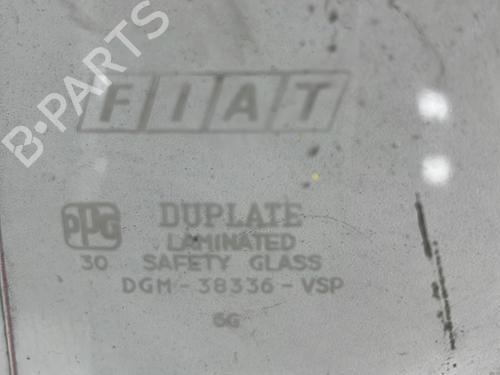 B-PARTS
FIAT
PPG DUPLATE
LAMINATED
30 SAFETY GLASS
DGM-38336-VSP
6G